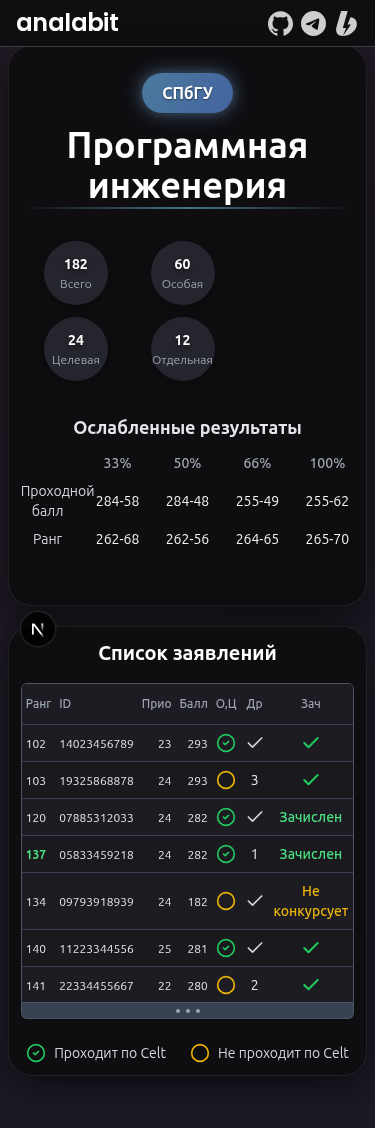 analabit
СПбГУ
Программная
инженерия
182 60
Всего Особая
24 12
Целевая Отдельная
Ослабленные результаты
33% 50% 66% 100%
Проходной балл 284-58 284-48 255-49 255-62
Ранг 262-68 262-56 264-65 265-70
N
Список заявлений
Ранг ID Прио Балл О,Ц Др Зач
102 14023456789 23 293
103 19325868878 24 293 3
120 07885312033 24 282 Зачислен
137 05833459218 24 282 1 Зачислен
134 09793918939 24 182 Не конкурсует
140 11223344556 25 281
141 22334455667 22 280 2
Проходит по Celt Не проходит по Celt